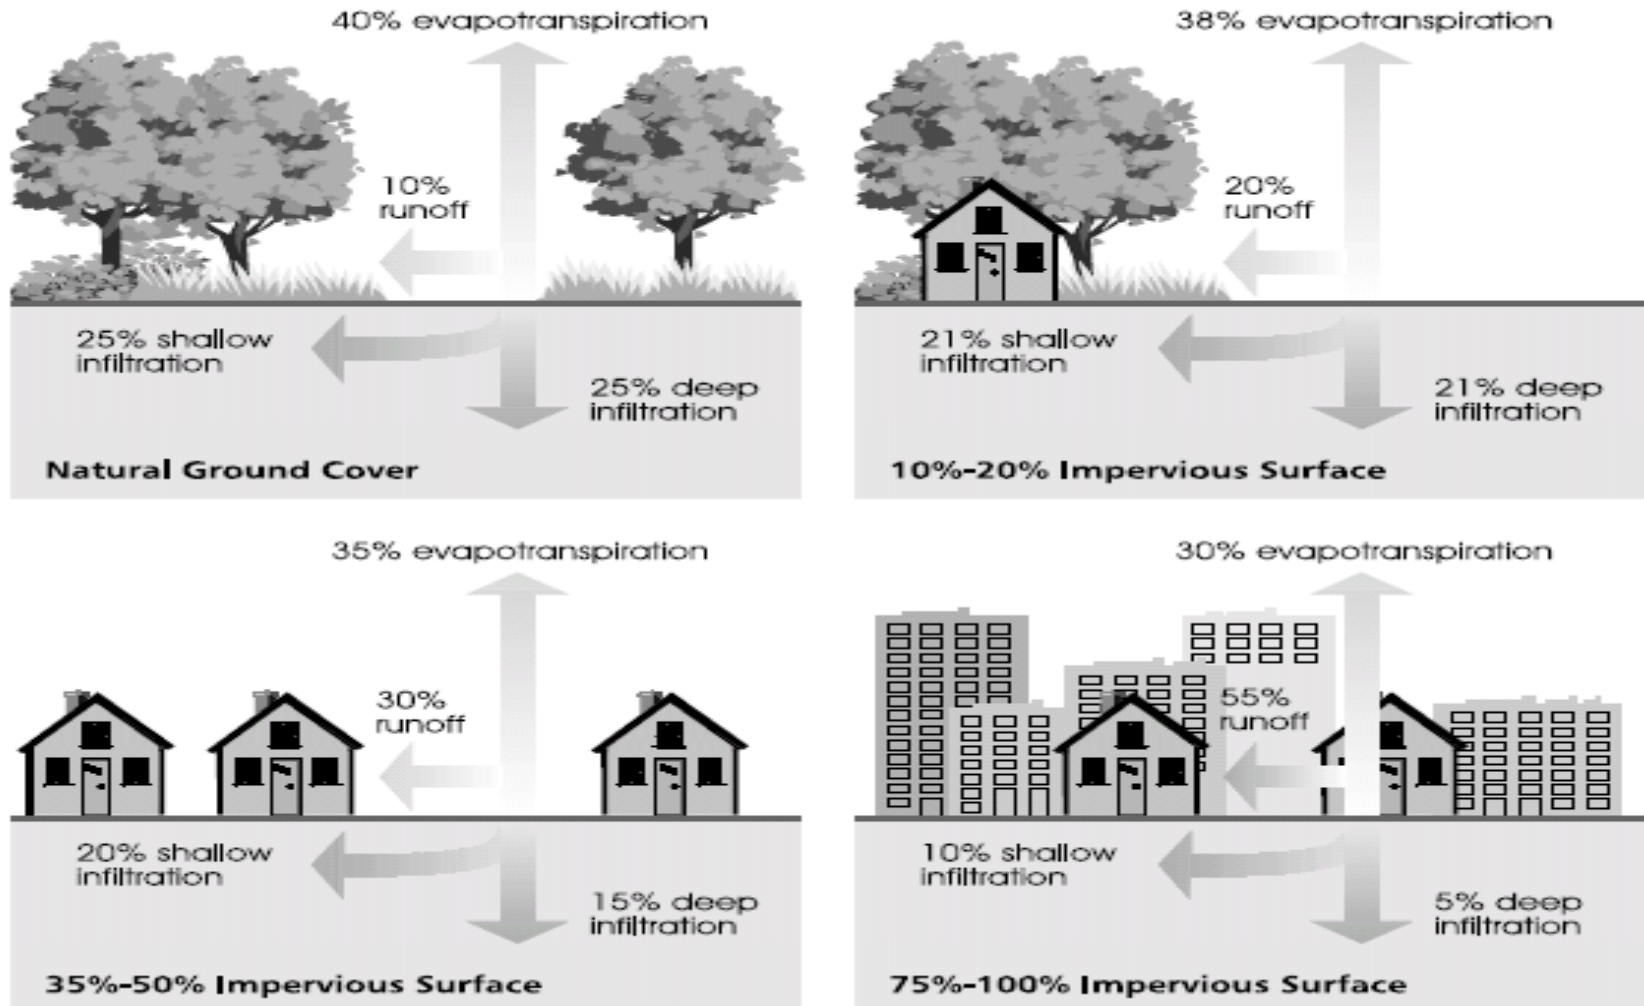 40% evapotranspiration
10%
runoff
25% shallow
infiltration
25% deep
infiltration
Natural Ground Cover
38% evapotranspiration
20%
runoff
21% shallow
infiltration
21% deep
infiltration
10%-20% Impervious Surface
35% evapotranspiration
30%
runoff
20% shallow
infiltration
15% deep
infiltration
35%-50% Impervious Surface
30% evapotranspiration
55%
runoff
10% shallow
infiltration
5% deep
infiltration
75%-100% Impervious Surface